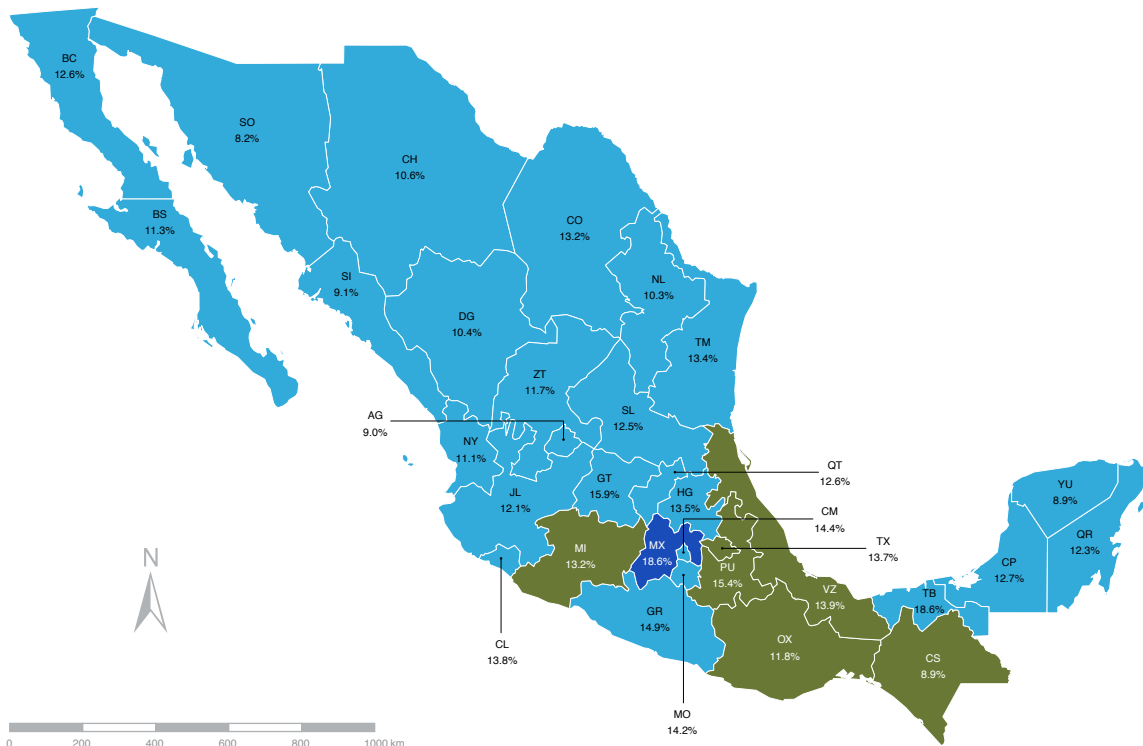 BC
12.6%
SO
8.2%
CH
10.6%
BS
11.3%
CO
13.2%
SI
9.1%
NL
10.3%
DG
10.4%
TM
13.4%
ZT
11.7%
AG
9.0%
SL
12.5%
NY
11.1%
QT
12.6%
GT
15.9%
JL
12.1%
HG
13.5%
YU
8.9%
CM
14.4%
QR
12.3%
TX
13.7%
MX
18.6%
MI
13.2%
CP
12.7%
PU
15.4%
VZ
13.9%
TB
18.6%
GR
14.9%
OX
11.8%
CS
8.9%
CL
13.8%
MO
14.2%
N
0
200
400
600
800
1000 km